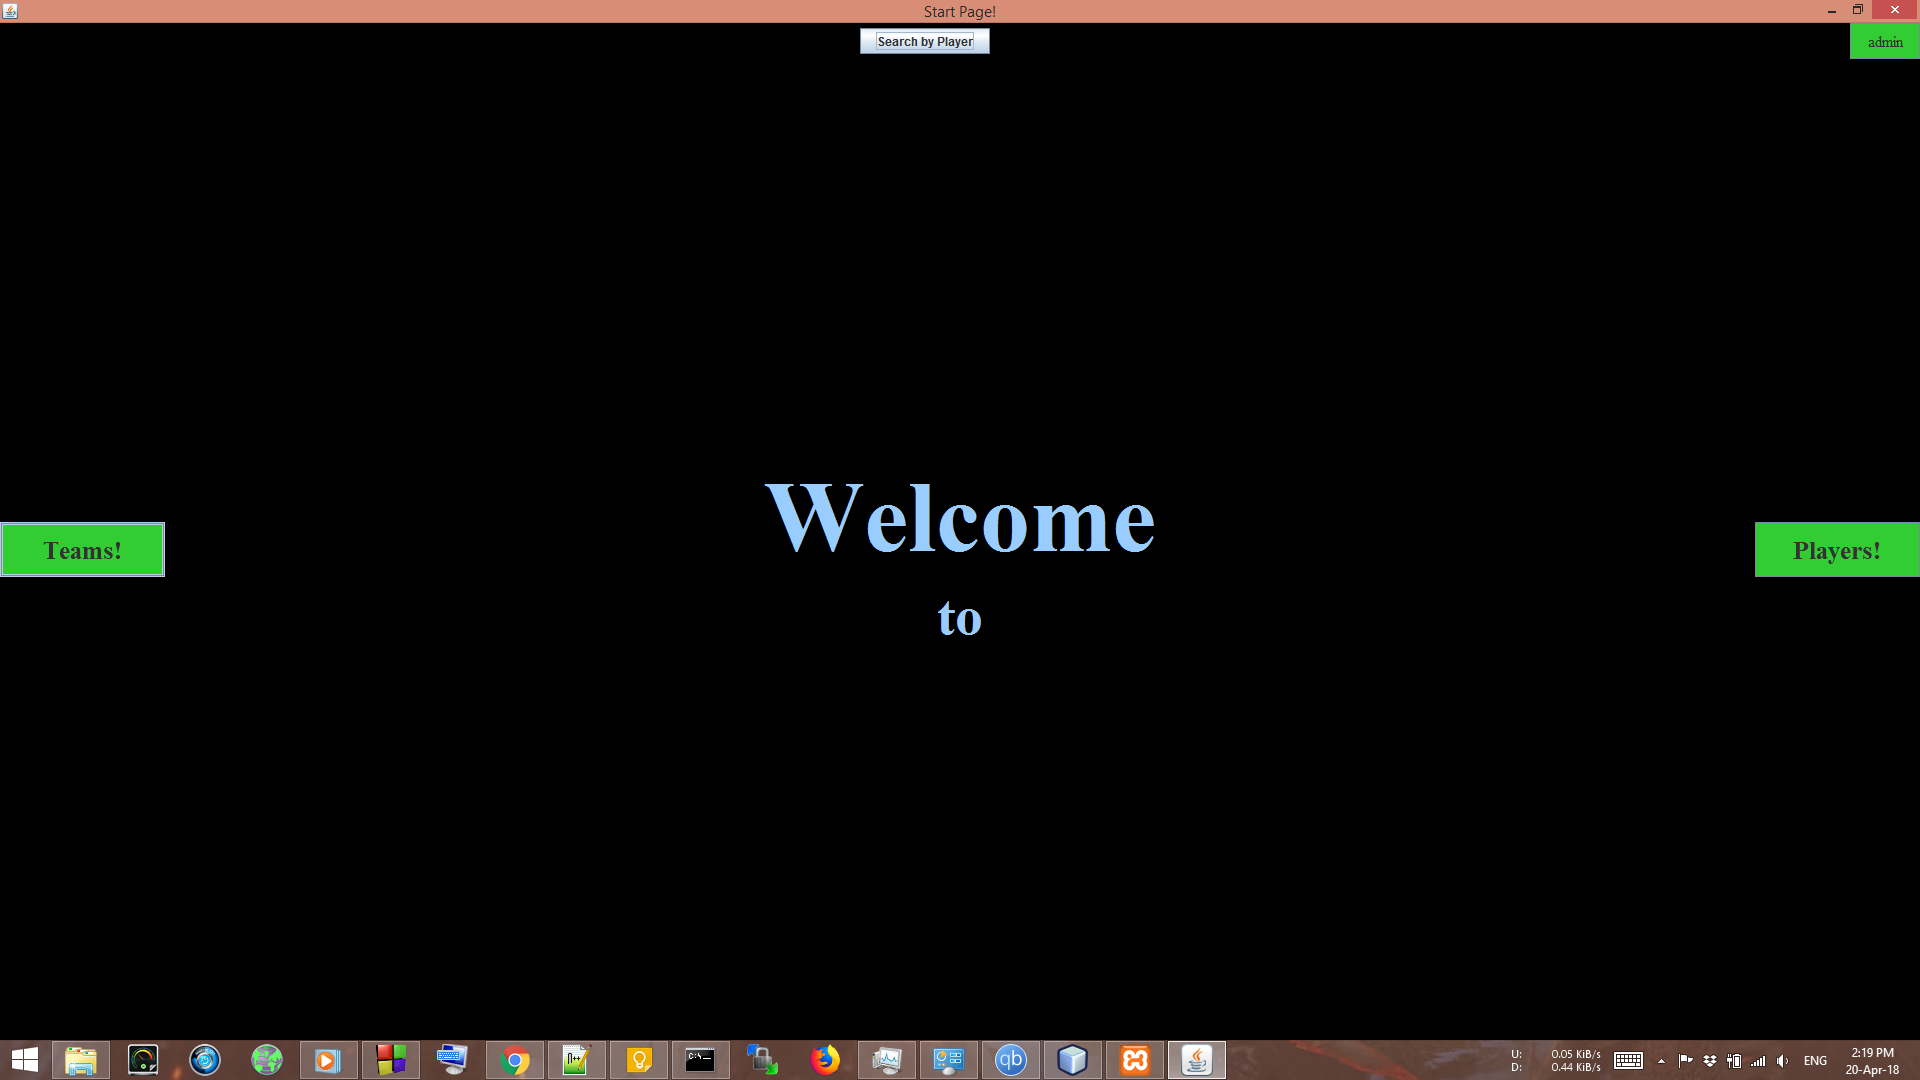 Start Page!
Search by Player
admin
Welcome
Teams!
Players!
to
U: 0.05 KiB/s
D: 0.44 KiB/s
ENG
2:19 PM
20-Apr-18
N++
C:\.
qb